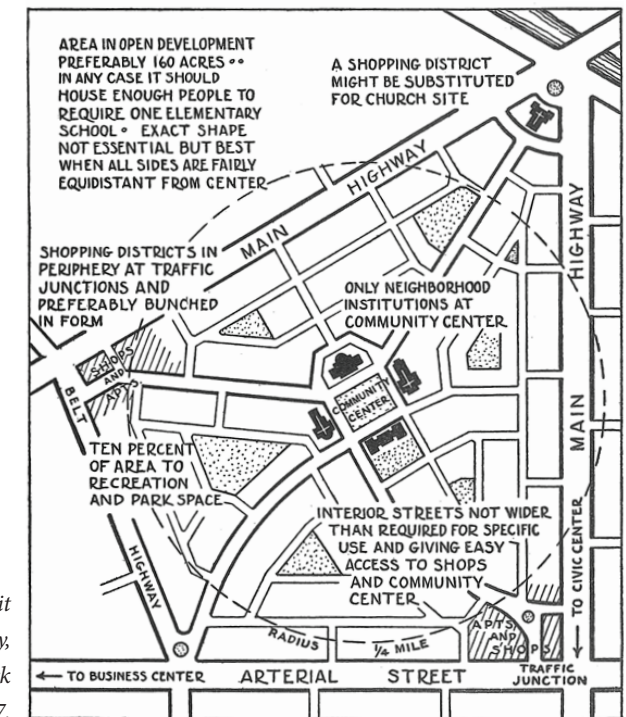 AREA IN OPEN DEVELOPMENT
PREFERABLY 160 ACRES ••
IN ANY CASE IT SHOULD
HOUSE ENOUGH PEOPLE TO
REQUIRE ONE ELEMENTARY
SCHOOL • EXACT SHAPE
NOT ESSENTIAL BUT BEST
WHEN ALL SIDES ARE FAIRLY
EQUIDISTANT FROM CENTER
A SHOPPING DISTRICT
MIGHT BE SUBSTITUTED
FOR CHURCH SITE
MAIN HIGHWAY
HIGHWAY
SHOPPING DISTRICTS IN
PERIPHERY AT TRAFFIC
JUNCTIONS AND
PREFERABLY BUNCHED
IN FORM
ONLY NEIGHBORHOOD
INSTITUTIONS AT
COMMUNITY CENTER
SHOPS
AND
APTS
COMMUNITY
CENTER
BELT
HIGHWAY
MAIN
TEN PERCENT
OF AREA TO
RECREATION
AND PARK SPACE
INTERIOR STREETS NOT WIDER
THAN REQUIRED FOR SPECIFIC
USE AND GIVING EASY
ACCESS TO SHOPS
AND COMMUNITY
CENTER
TO CIVIC CENTER
RADIUS 1/4 MILE
APTS
AND
SHOPS
← TO BUSINESS CENTER ARTERIAL STREET
TRAFFIC
JUNCTION
it
y,
k
7.